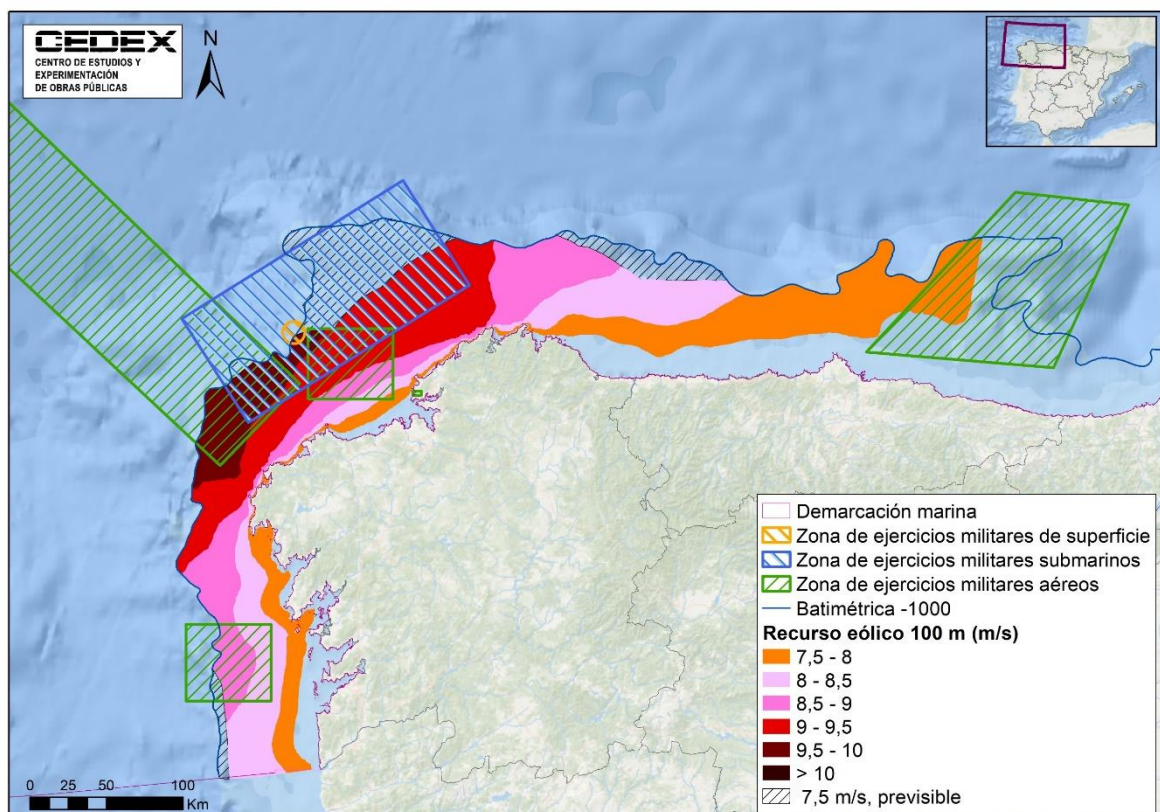 CEDEX
CENTRO DE ESTUDIOS Y
EXPERIMENTACIÓN
DE OBRAS PÚBLICAS
N
Demarcación marina
Zona de ejercicios militares de superficie
Zona de ejercicios militares submarinos
Zona de ejercicios militares aéreos
Batimétrica -1000
Recurso eólico 100 m (m/s)
7,5 - 8
8 - 8,5
8,5 - 9
9 - 9,5
9,5 - 10
> 10
7,5 m/s, previsible
0 25 50 100
Km